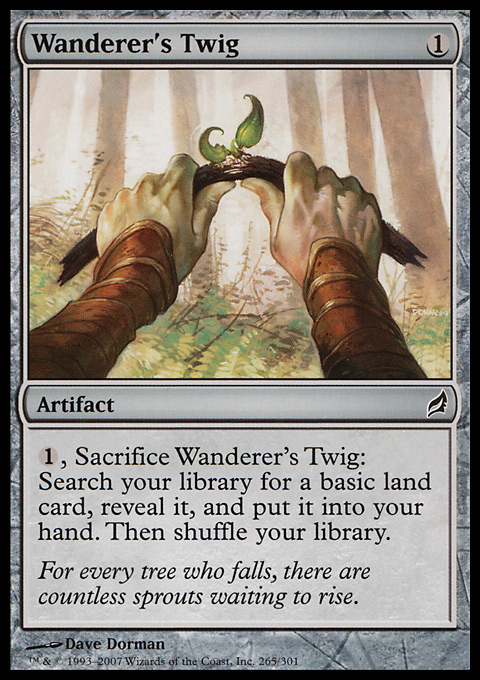 Wanderer's Twig 1
DORMAN
Artifact
1, Sacrifice Wanderer's Twig:
Search your library for a basic land
card, reveal it, and put it into your
hand. Then shuffle your library.
For every tree who falls, there are
countless sprouts waiting to rise.
Dave Dorman
™ & © 1993–2007 Wizards of the Coast, Inc. 265/301